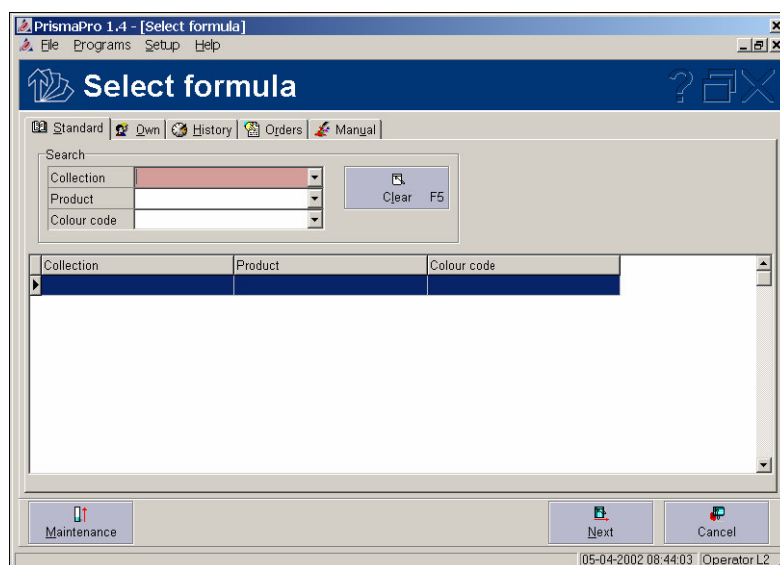 PrismaPro 1.4 - [Select formula]
File Programs Setup Help
Select formula
Standard Own History Orders Manual
Search
Collection
Product
Colour code
Clear F5
Collection Product Colour code
Maintenance Next Cancel
05-04-2002 08:44:03 Operator L2